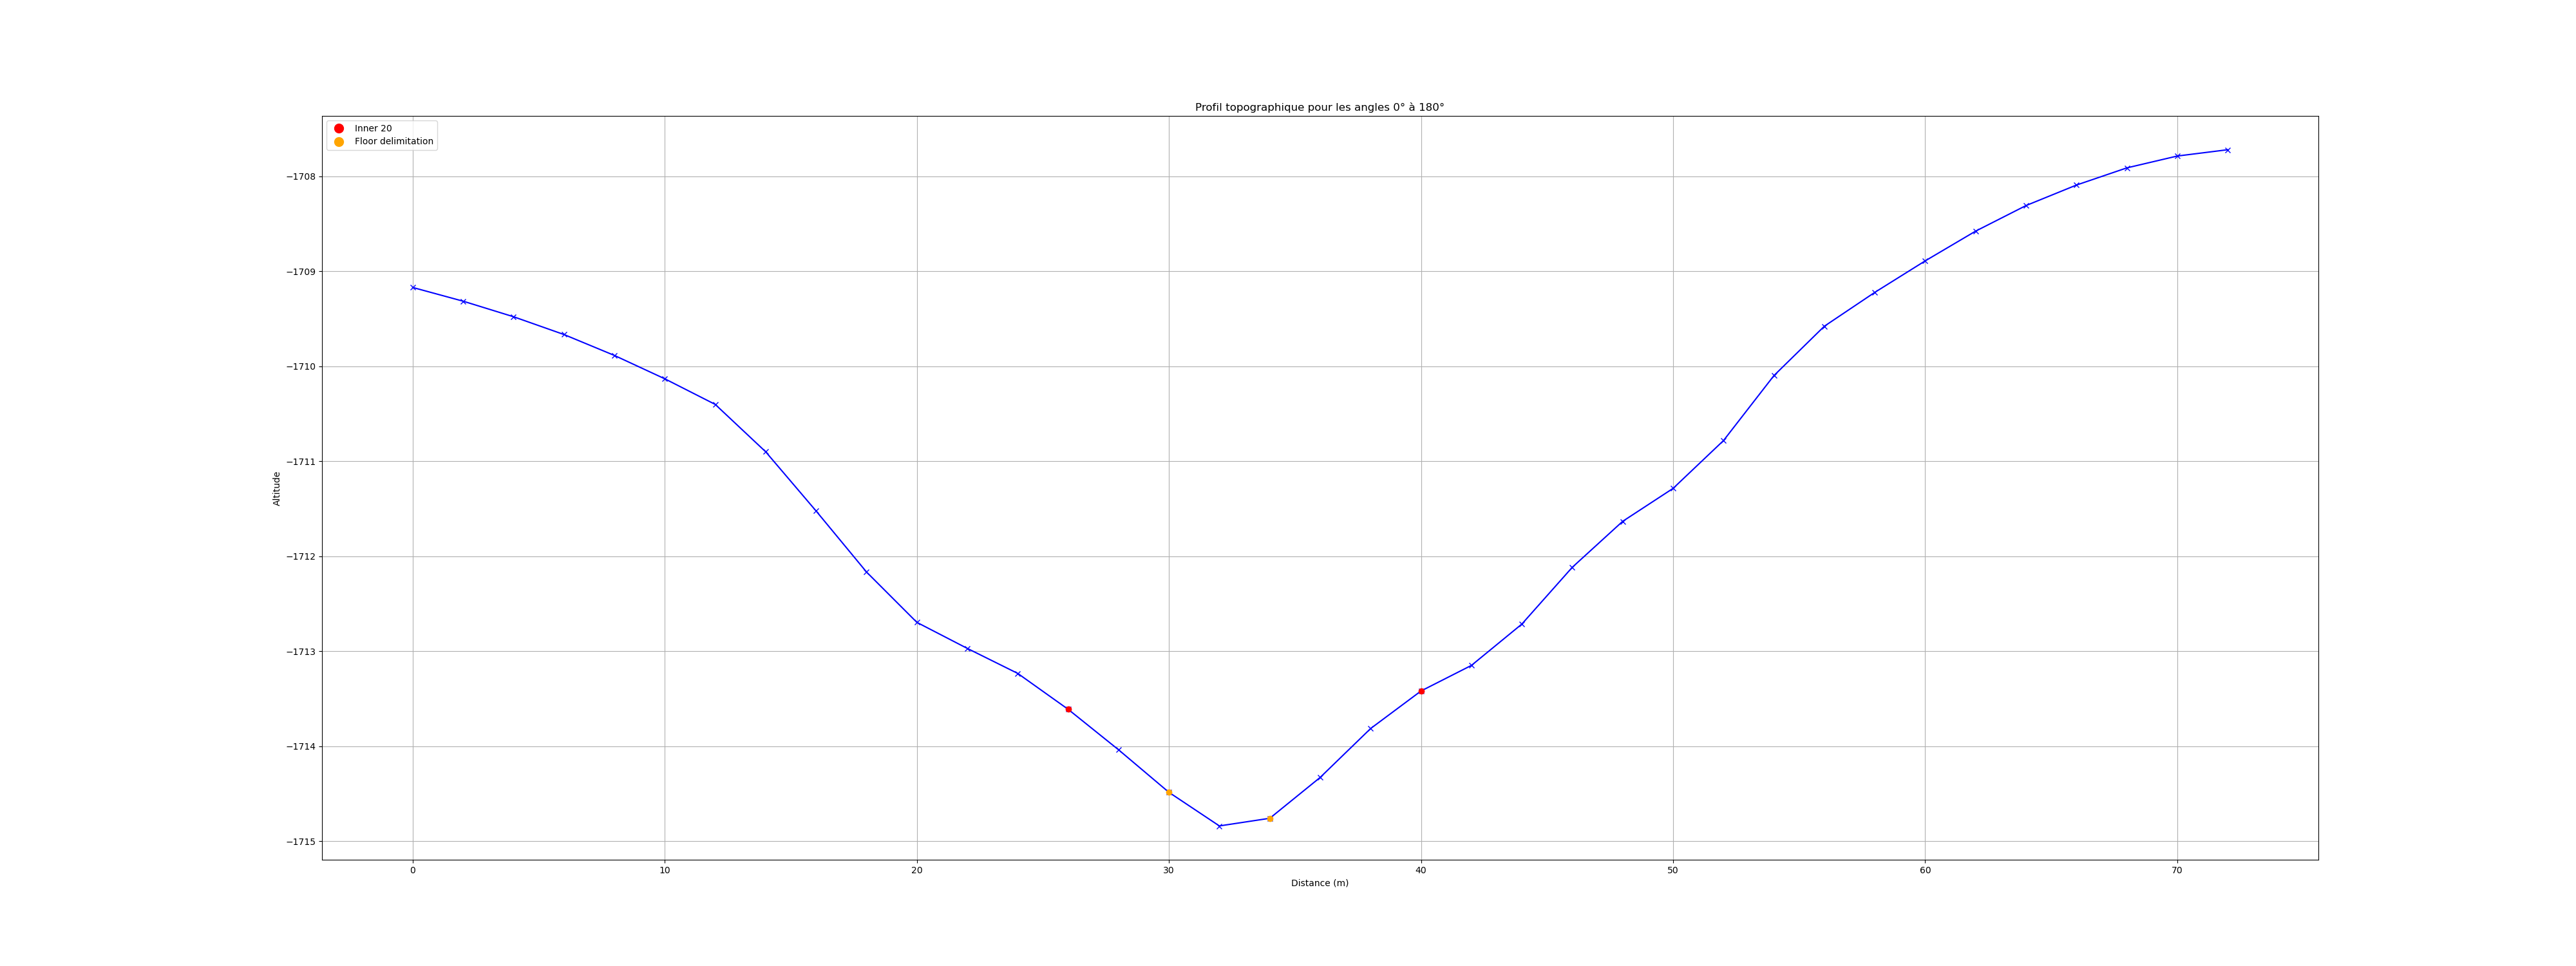 Profil topographique pour les angles 0° à 180°
Inner 20
Floor delimitation
−1708
−1709
−1710
−1711
−1712
−1713
−1714
−1715
Altitude
0 10 20 30 40 50 60 70
Distance (m)